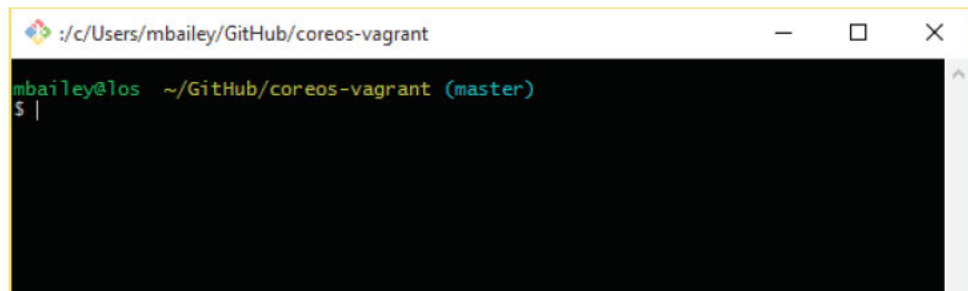 :/c/Users/mbailey/GitHub/coreos-vagrant
mbailey@los ~/GitHub/coreos-vagrant (master)
$